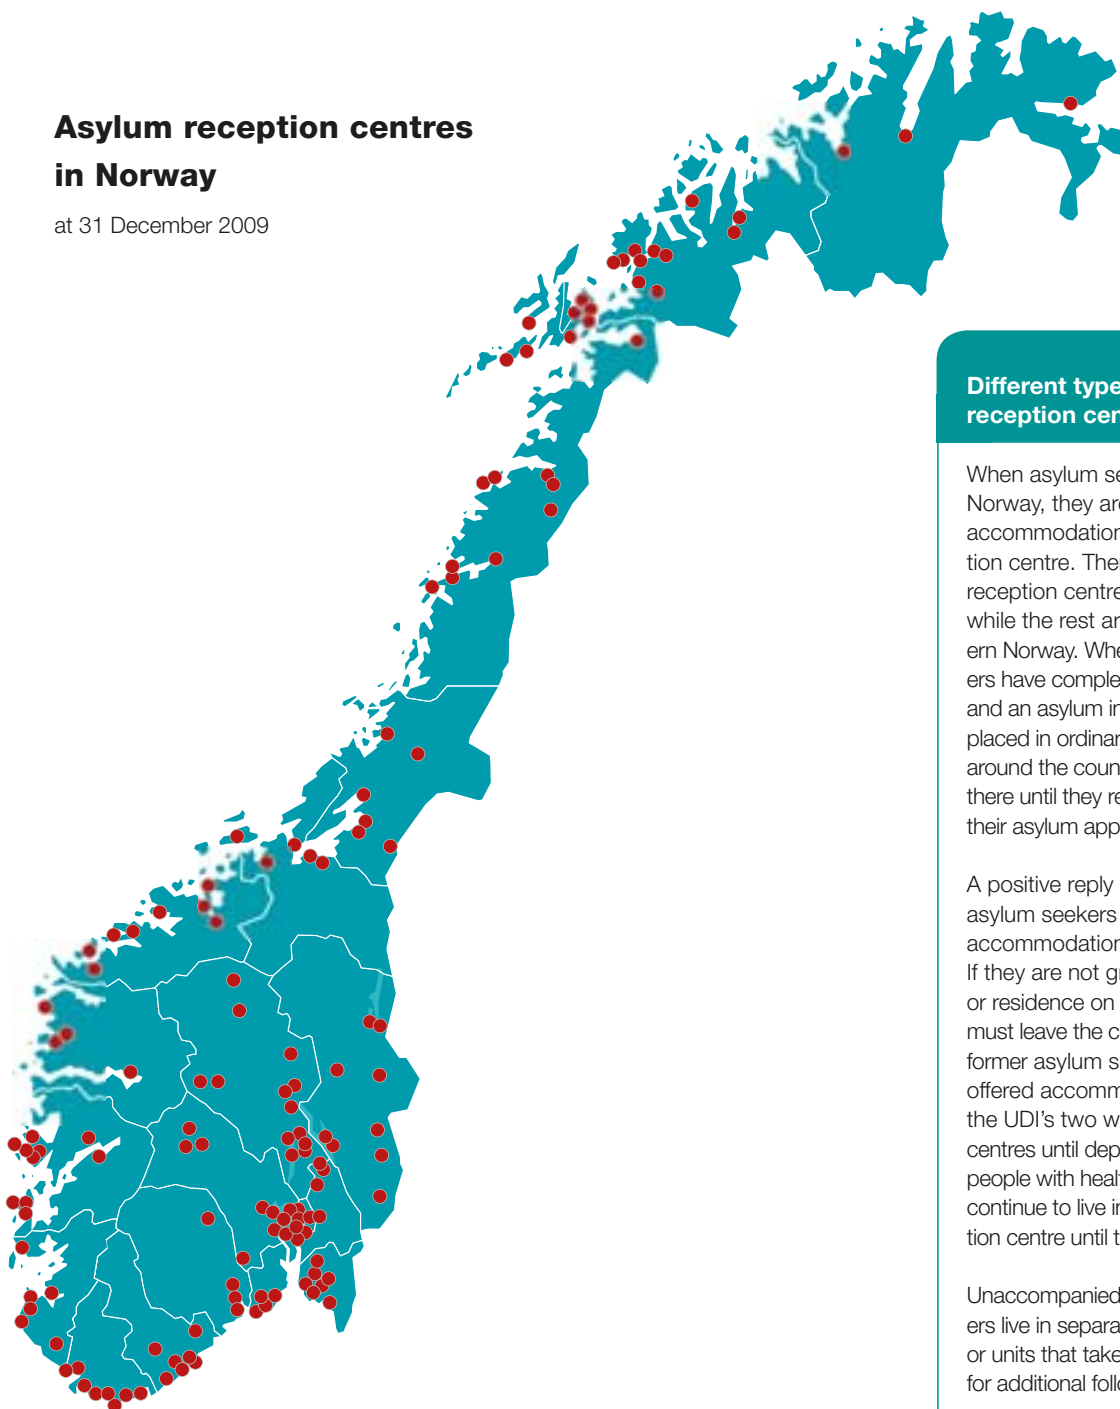 Asylum reception centres
in Norway
at 31 December 2009
Different type
reception cen
When asylum se
Norway, they are
accommodation
tion centre. Ther
reception centre
while the rest ar
ern Norway. Whe
ers have comple
and an asylum in
placed in ordinar
around the coun
there until they re
their asylum app
A positive reply
asylum seekers
accommodation
If they are not gr
or residence on
must leave the c
former asylum s
offered accomm
the UDI's two w
centres until dep
people with healt
continue to live in
tion centre until t
Unaccompanied
ers live in separa
or units that take
for additional follo